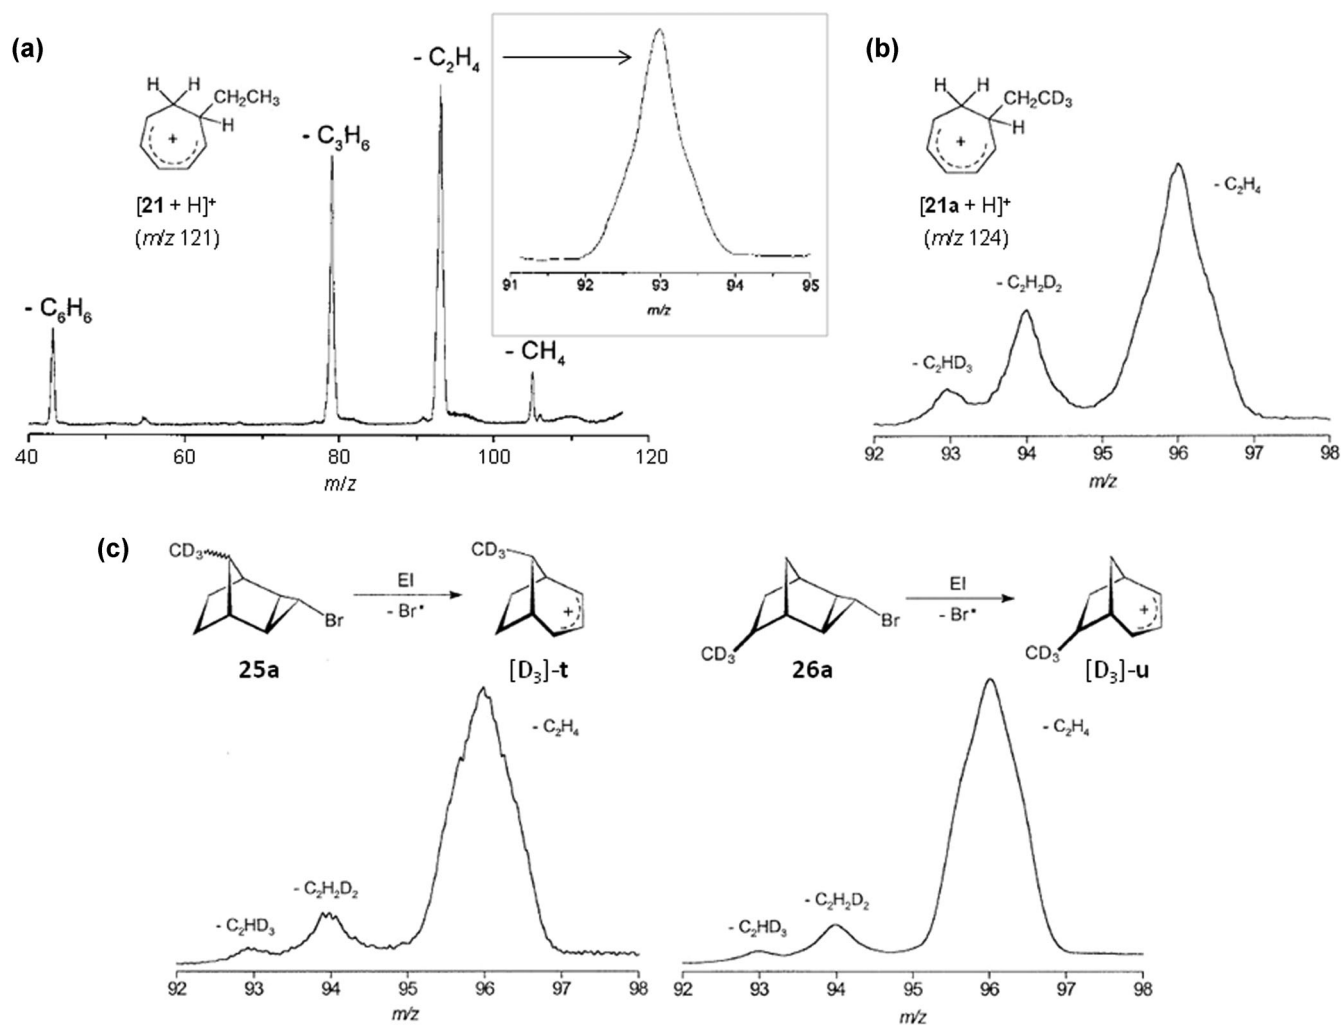 (a)
- C₂H₄
H H
CH₂CH₃
H
+
[21 + H]⁺
(m/z 121)
- C₆H₆
- C₃H₆
- CH₄
40 60 80 100 120
m/z
91 92 93 94 95
m/z
(b)
H H
CH₂CD₃
H
+
[21a + H]⁺
(m/z 124)
- C₂H₄
- C₂H₂D₂
- C₂HD₃
92 93 94 95 96 97 98
m/z
(c)
CD₃
Br
25a
EI
- Br•
CD₃
+
[D₃]-t
CD₃
Br
26a
EI
- Br•
CD₃
+
[D₃]-u
- C₂H₄
- C₂H₂D₂
- C₂HD₃
92 93 94 95 96 97 98
m/z
- C₂H₄
- C₂H₂D₂
- C₂HD₃
92 93 94 95 96 97 98
m/z